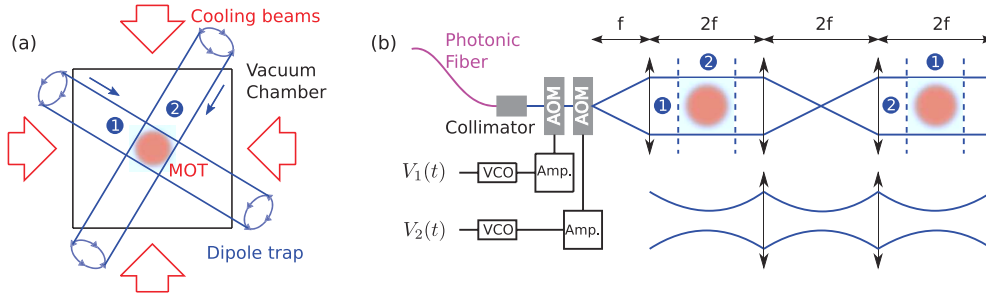 (a)
Cooling beams
Vacuum
Chamber
1
2
MOT
Dipole trap
(b)
Photonic
Fiber
Collimator
AOM
AOM
f
2f
2f
2f
1
2
2
1
V₁(t)
VCO
Amp.
V₂(t)
VCO
Amp.